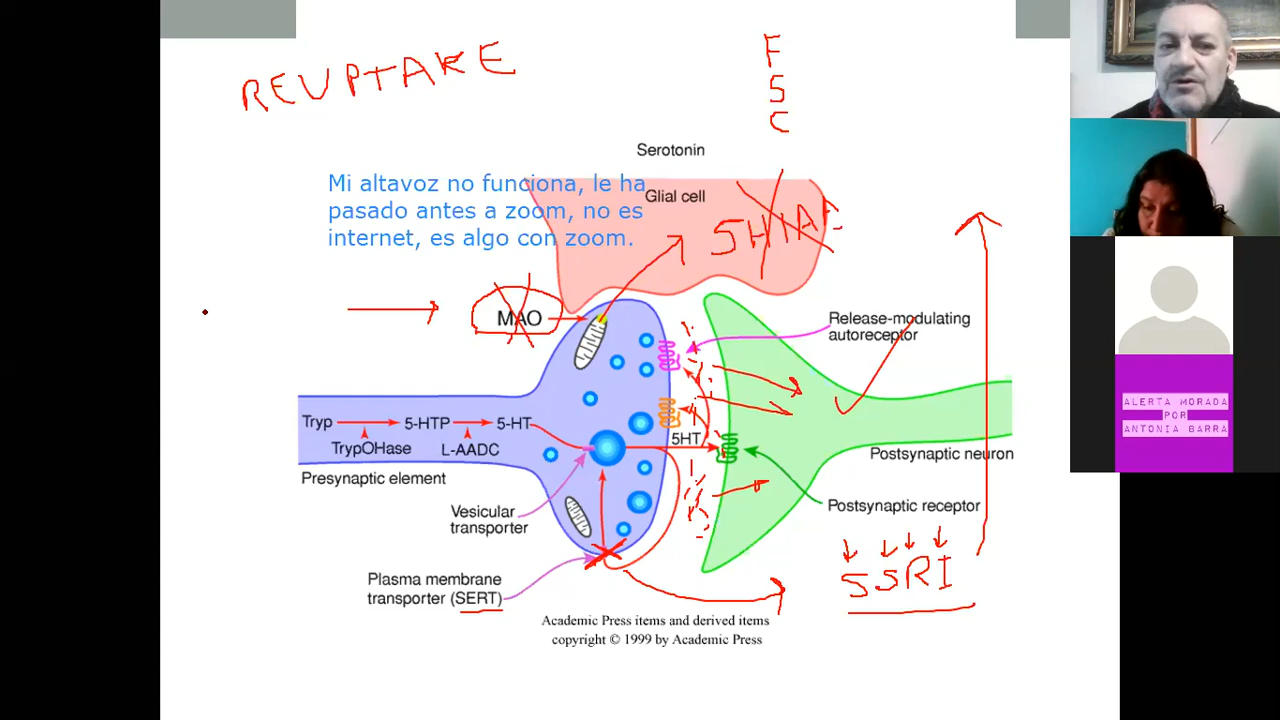 REUPTAKE
F
S
C
Serotonin
Mi altavoz no funciona, le ha
pasado antes a zoom, no es
internet, es algo con zoom.
Glial cell
5HIAA
MAO
Release-modulating
autoreceptor
Tryp
5-HTP
5-HT
TrypOHase
L-AADC
5HT
Presynaptic element
Postsynaptic neuron
Vesicular
transporter
Postsynaptic receptor
Plasma membrane
transporter (SERT)
SSRI
Academic Press items and derived items
copyright © 1999 by Academic Press
ALERTA MORADA
POR
ANTONIA BARRA